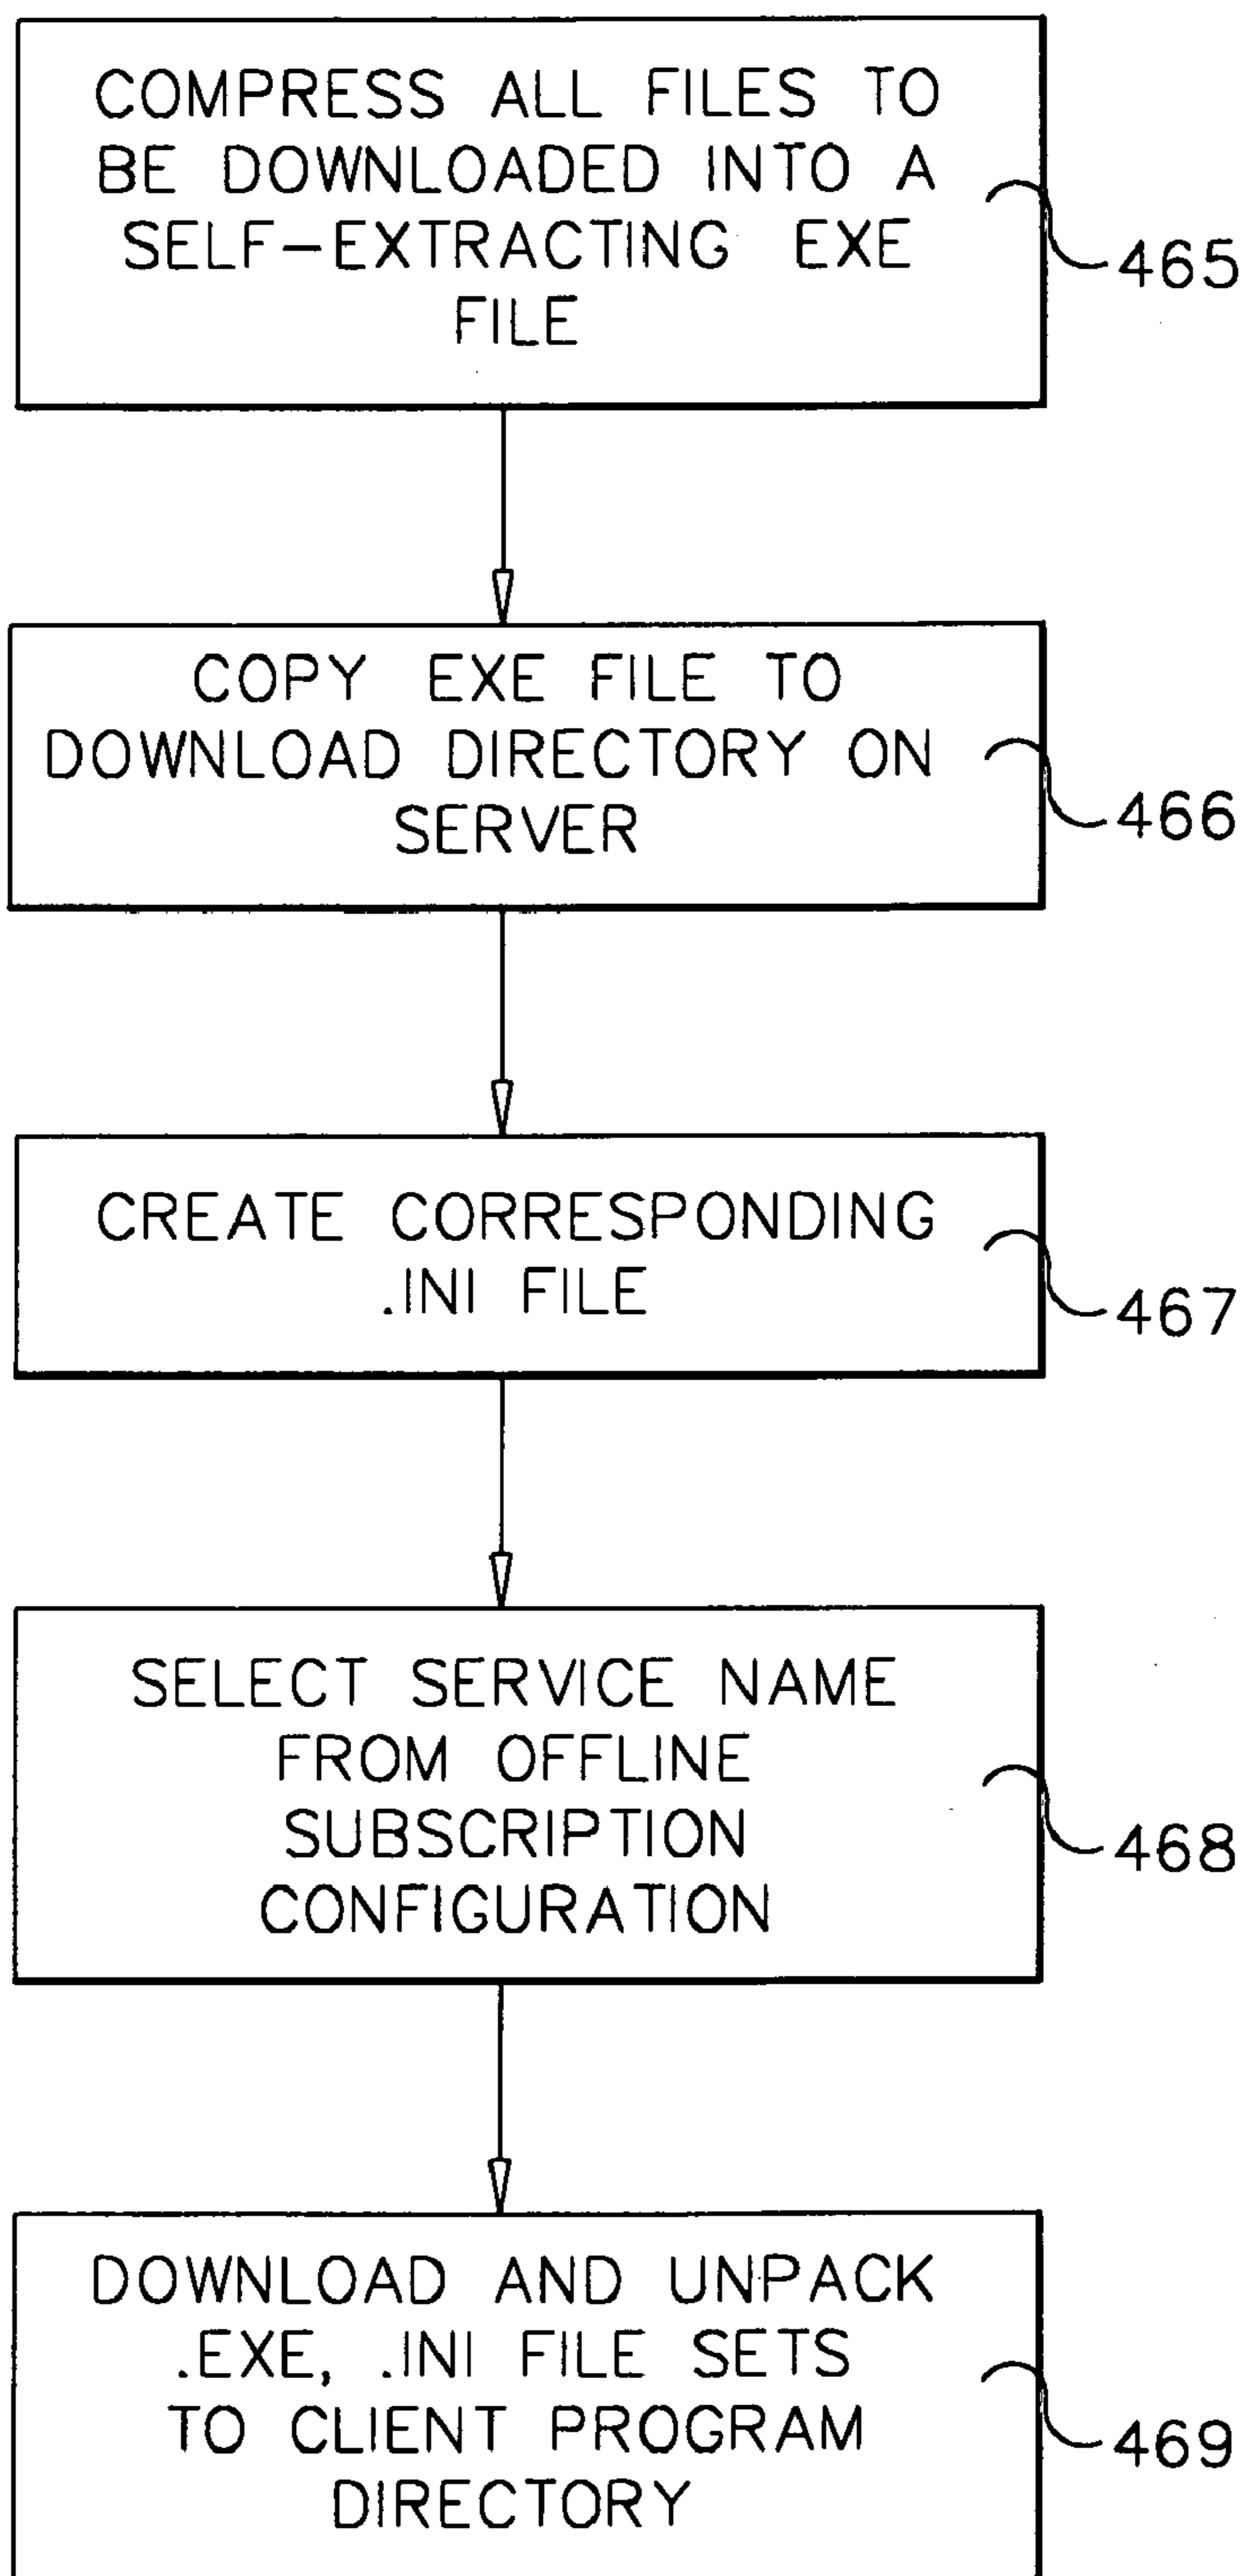 COMPRESS ALL FILES TO
BE DOWNLOADED INTO A
SELF-EXTRACTING EXE
FILE
465
COPY EXE FILE TO
DOWNLOAD DIRECTORY ON
SERVER
466
CREATE CORRESPONDING
.INI FILE
467
SELECT SERVICE NAME
FROM OFFLINE
SUBSCRIPTION
CONFIGURATION
468
DOWNLOAD AND UNPACK
.EXE, .INI FILE SETS
TO CLIENT PROGRAM
DIRECTORY
469